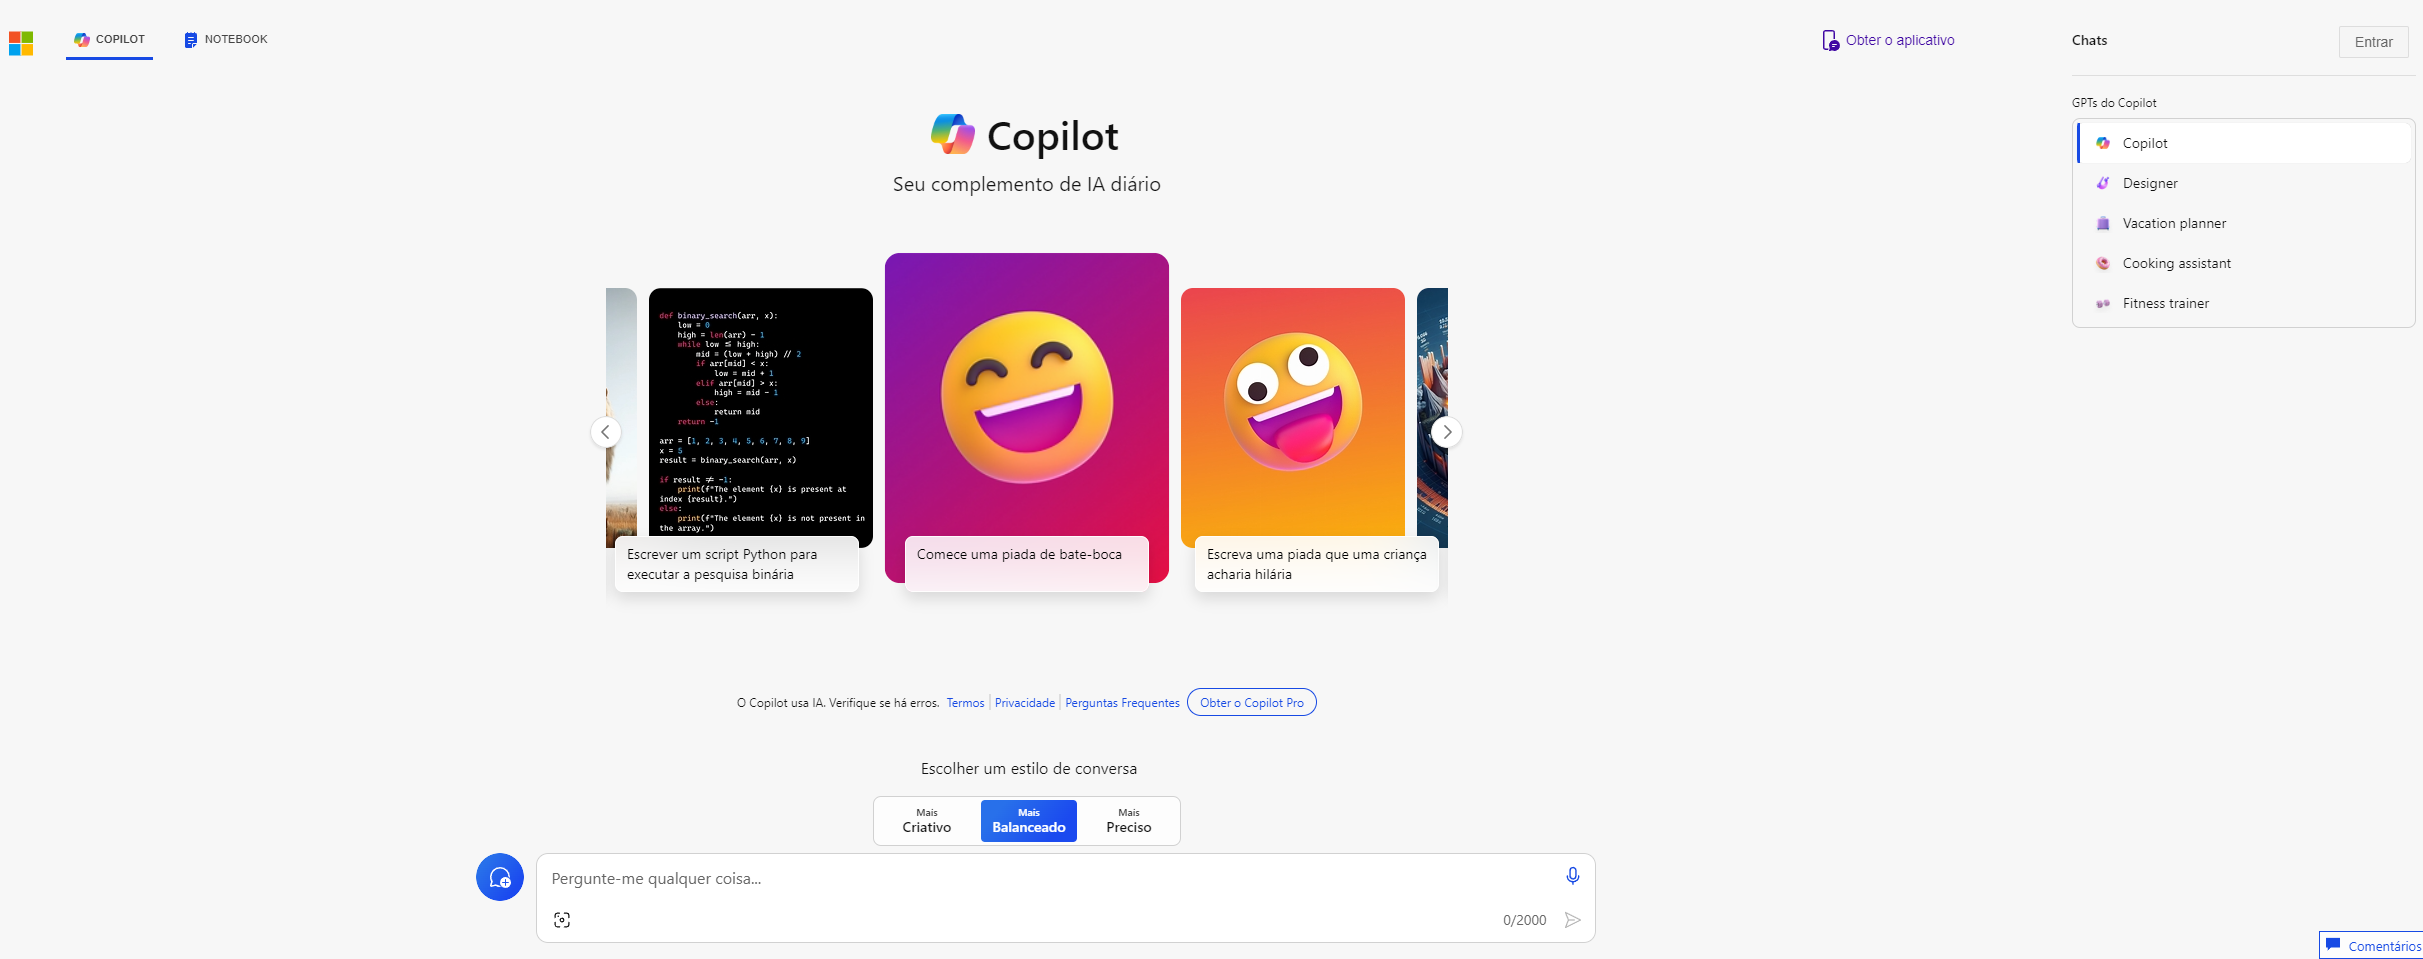 COPILOT
NOTEBOOK
Obter o aplicativo
Chats
Entrar
GPTs do Copilot
Copilot
Designer
Vacation planner
Cooking assistant
Fitness trainer
Copilot
Seu complemento de IA diário
def binary_search(arr, x):
low = 0
high = len(arr) - 1
while low ≤ high:
mid = (low + high) // 2
if arr[mid] < x:
low = mid + 1
elif arr[mid] > x:
high = mid - 1
else:
return mid
return -1
arr = [1, 2, 3, 4, 5, 6, 7, 8, 9]
x = 5
result = binary_search(arr, x)
if result ≠ -1:
print(f"The element {x} is present at
index {result}.")
else:
print(f"The element {x} is not present in
the array.")
Escrever um script Python para
executar a pesquisa binária
Comece uma piada de bate-boca
Escreva uma piada que uma criança
acharia hilária
O Copilot usa IA. Verifique se há erros. Termos Privacidade Perguntas Frequentes Obter o Copilot Pro
Escolher um estilo de conversa
Mais
Criativo
Mais
Balanceado
Mais
Preciso
Pergunte-me qualquer coisa...
0/2000
Comentários